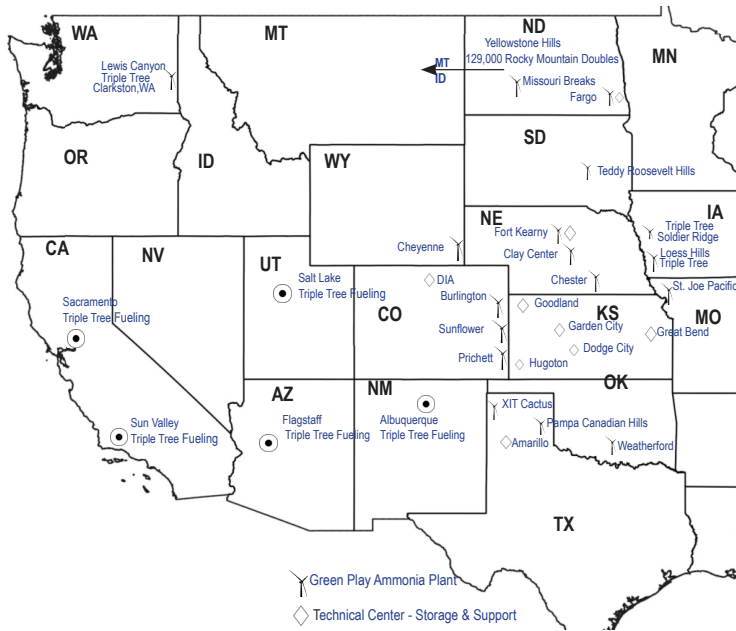 WA
MT
ND
MN
Yellowstone Hills
129,000 Rocky Mountain Doubles
MT
ID
Lewis Canyon
Triple Tree
Clarkston,WA
Missouri Breaks
Fargo
OR
ID
WY
SD
Teddy Roosevelt Hills
NE
IA
Fort Kearny
Triple Tree
Soldier Ridge
Cheyenne
Clay Center
Loess Hills
Triple Tree
CA
NV
UT
Salt Lake
Triple Tree Fueling
DIA
Chester
St. Joe Pacific
Sacramento
Triple Tree Fueling
CO
Burlington
Goodland
KS
MO
Sunflower
Garden City
Great Bend
Prichett
Dodge City
Hugoton
OK
AZ
NM
XIT Cactus
Sun Valley
Triple Tree Fueling
Flagstaff
Triple Tree Fueling
Albuquerque
Triple Tree Fueling
Pampa Canadian Hills
Amarillo
Weatherford
TX
Green Play Ammonia Plant
Technical Center - Storage & Support